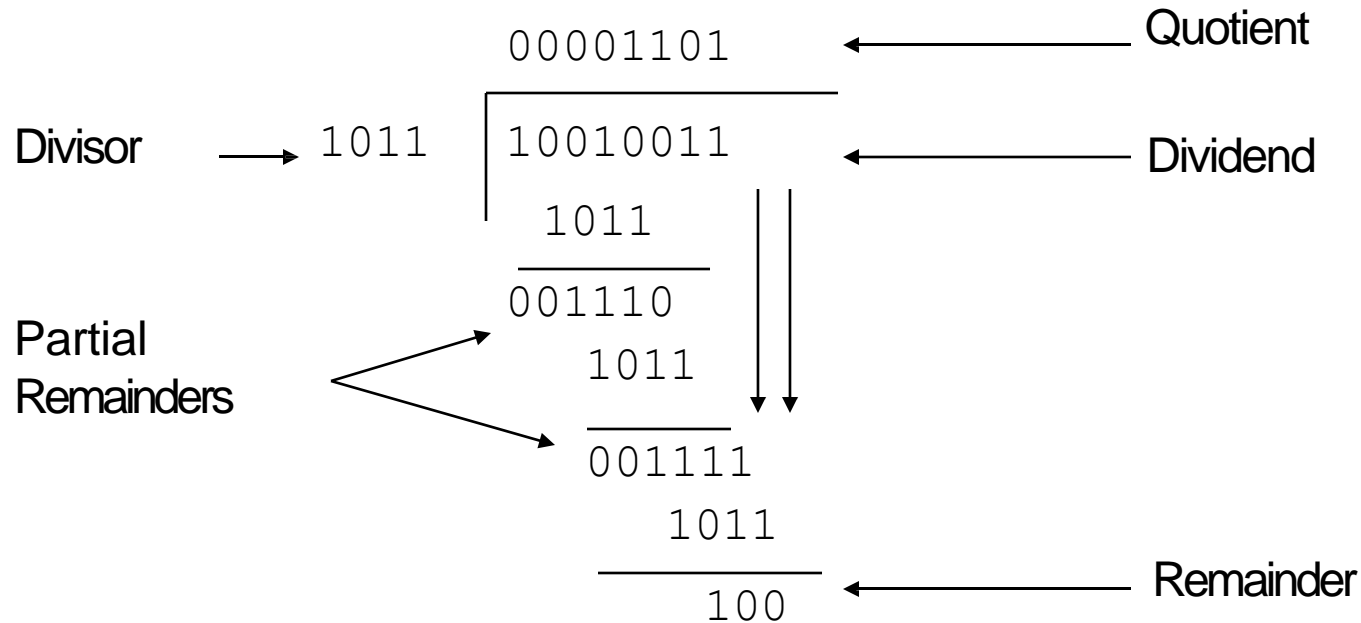 Quotient
00001101
Divisor 1011 10010011 Dividend
1011
001110
Partial
Remainders
1011
001111
1011
Remainder
100